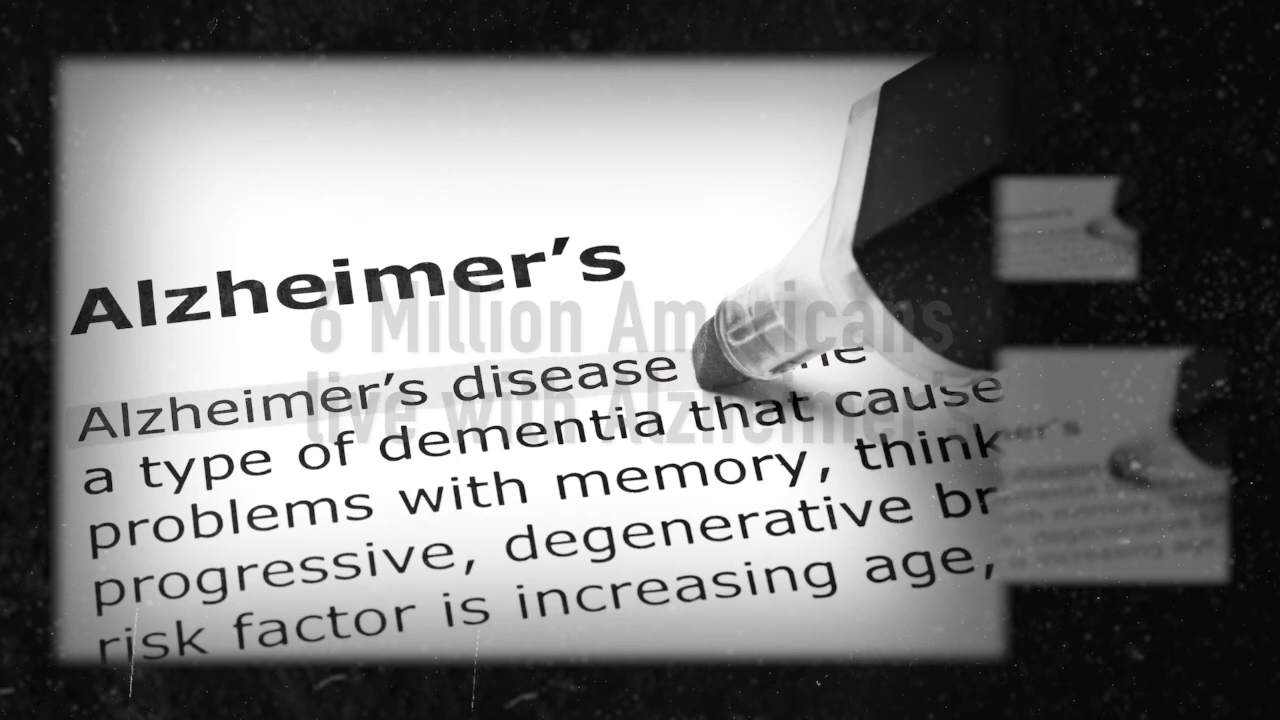 Alzheimer's
6 Million Americans
live with Alzheimer's
Alzheimer's disease
a type of dementia that cause
problems with memory, think
progressive, degenerative br
risk factor is increasing age,